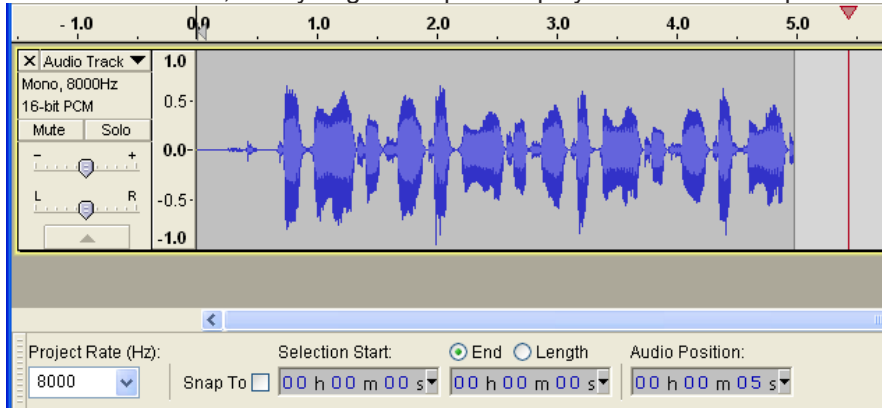 - 1.0 0.0 1.0 2.0 3.0 4.0 5.0
X Audio Track 1.0
Mono, 8000Hz
16-bit PCM 0.5
Mute Solo
- + 0.0
L R -0.5
-1.0
Project Rate (Hz): Selection Start: End Length Audio Position:
8000 Snap To 00 h 00 m 00 s 00 h 00 m 00 s 00 h 00 m 05 s